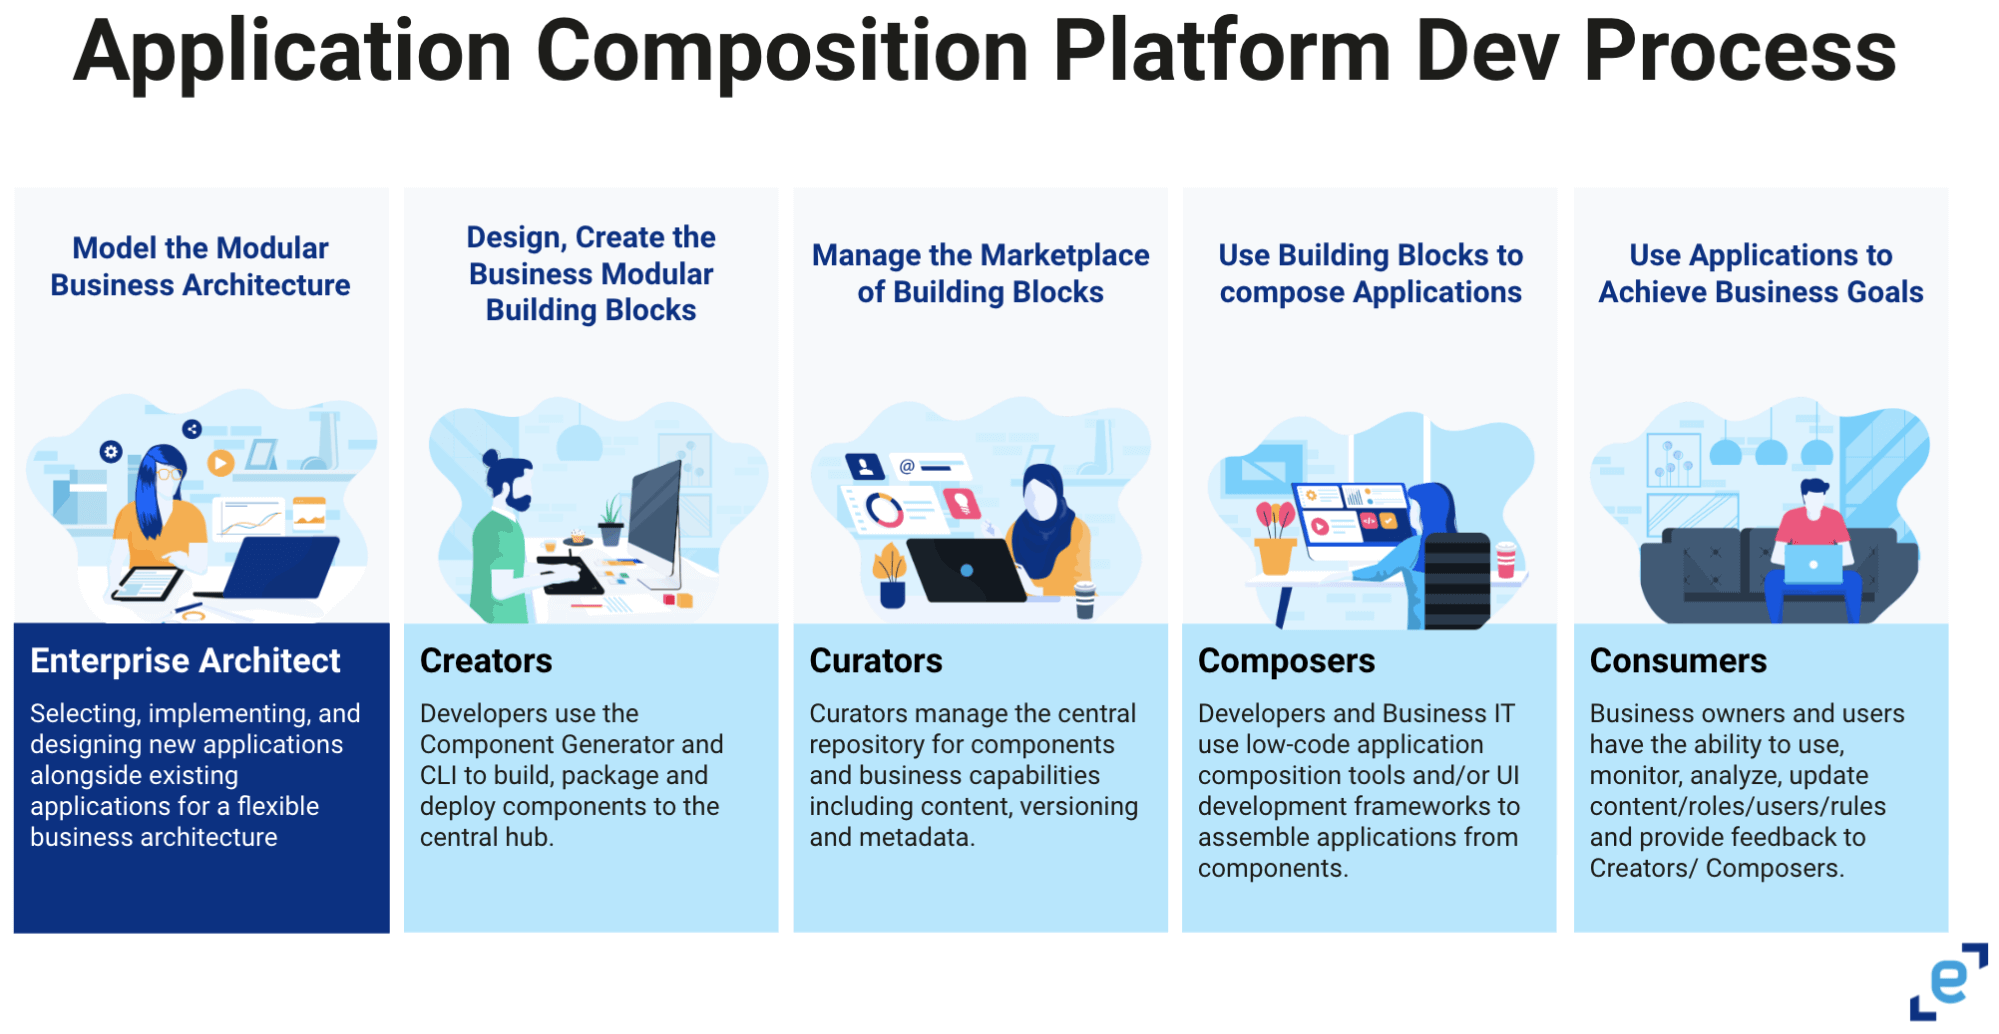 Application Composition Platform Dev Process
Model the Modular
Business Architecture
Design, Create the
Business Modular
Building Blocks
Manage the Marketplace
of Building Blocks
Use Building Blocks to
compose Applications
Use Applications to
Achieve Business Goals
@
</>
Enterprise Architect
Selecting, implementing, and
designing new applications
alongside existing
applications for a flexible
business architecture
Creators
Developers use the
Component Generator and
CLI to build, package and
deploy components to the
central hub.
Curators
Curators manage the central
repository for components
and business capabilities
including content, versioning
and metadata.
Composers
Developers and Business IT
use low-code application
composition tools and/or UI
development frameworks to
assemble applications from
components.
Consumers
Business owners and users
have the ability to use,
monitor, analyze, update
content/roles/users/rules
and provide feedback to
Creators/ Composers.
e